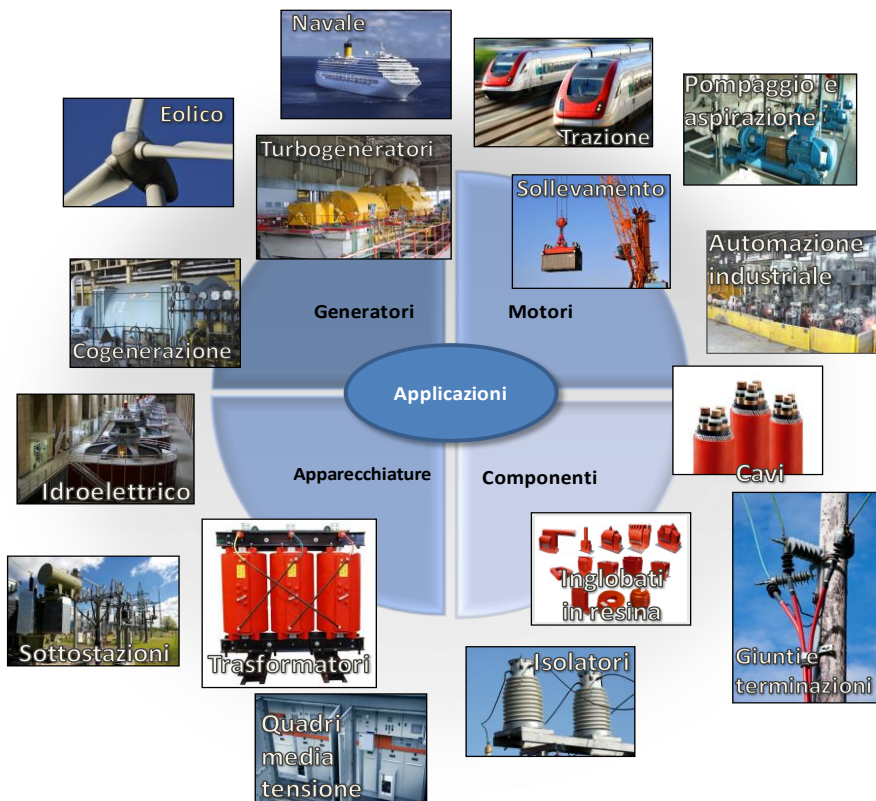 Navale
Trazione
Pompaggio e
aspirazione
Eolico
Turbogeneratori
Sollevamento
Automazione
industriale
Generatori
Motori
Cogenerazione
Applicazioni
Idroelettrico
Apparecchiature
Componenti
Cavi
Inglobati
in resina
Sottostazioni
Trasformatori
Isolatori
Giunti e
terminazioni
Quadri
media
tensione